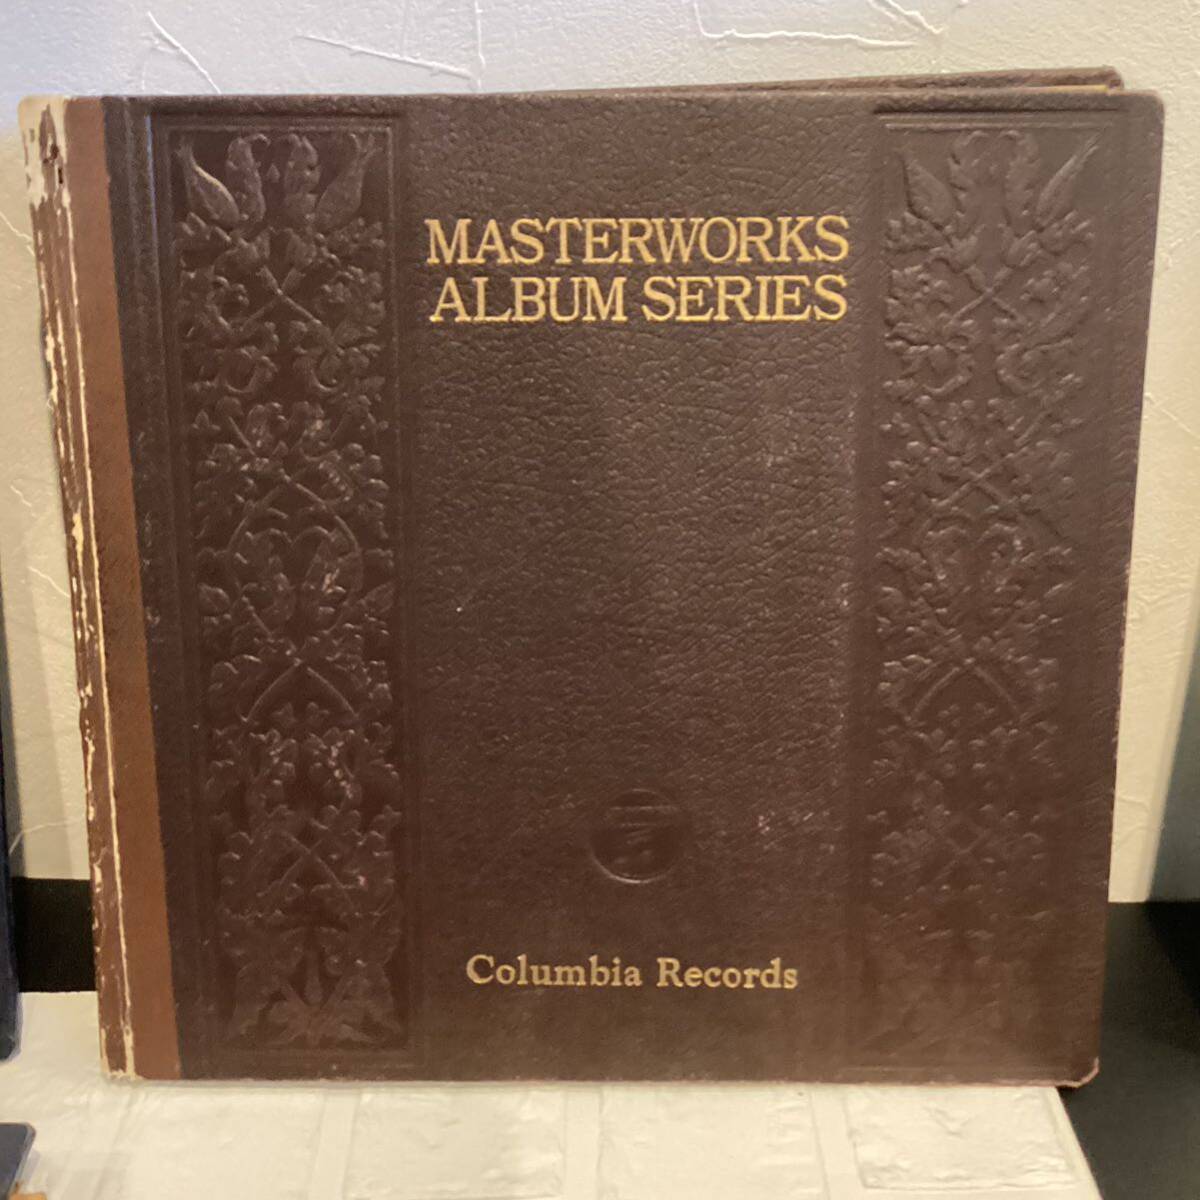 MASTERWORKS
ALBUM SERIES
Columbia Records